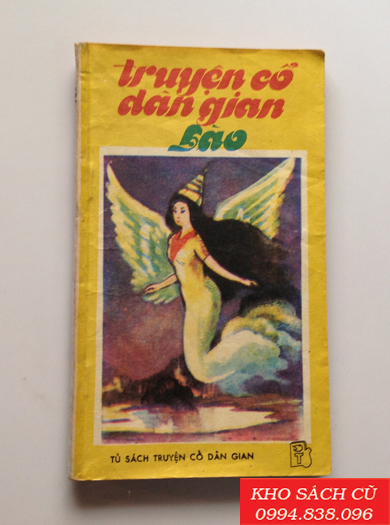 truyện cổ
dân gian
Lào
TỦ SÁCH TRUYỆN CỔ DÂN GIAN
KHO SÁCH CŨ
0994.838.096